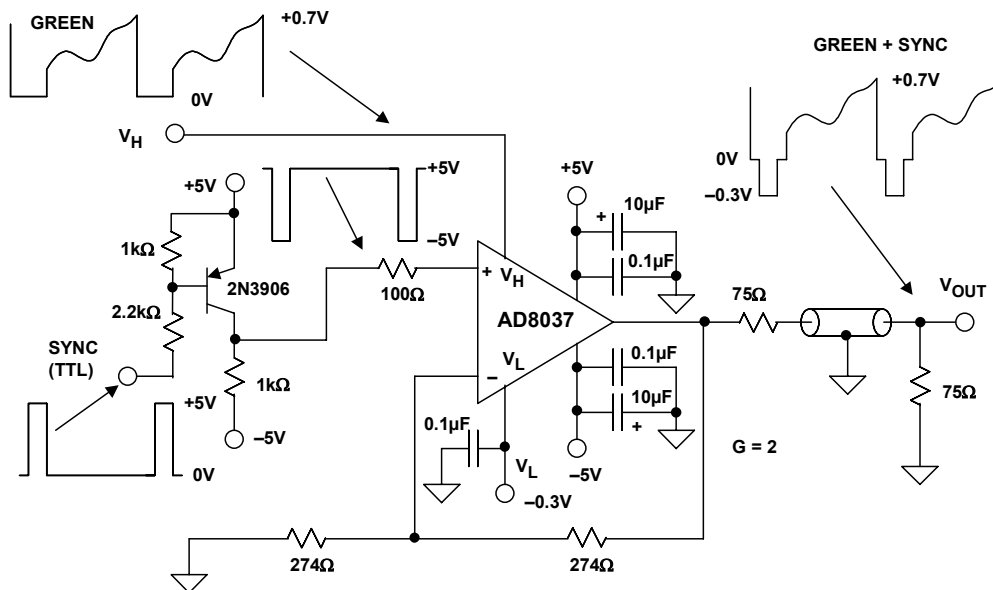 GREEN
+0.7V
0V
V_H
GREEN + SYNC
+0.7V
0V
–0.3V
+5V
1kΩ
2N3906
2.2kΩ
SYNC
(TTL)
1kΩ
–5V
+5V
0V
+5V
–5V
100Ω
+
V_H
AD8037
V_L
–
+5V
+
10µF
0.1µF
0.1µF
10µF
+
–5V
0.1µF
V_L
–0.3V
75Ω
V_OUT
75Ω
G = 2
274Ω
274Ω